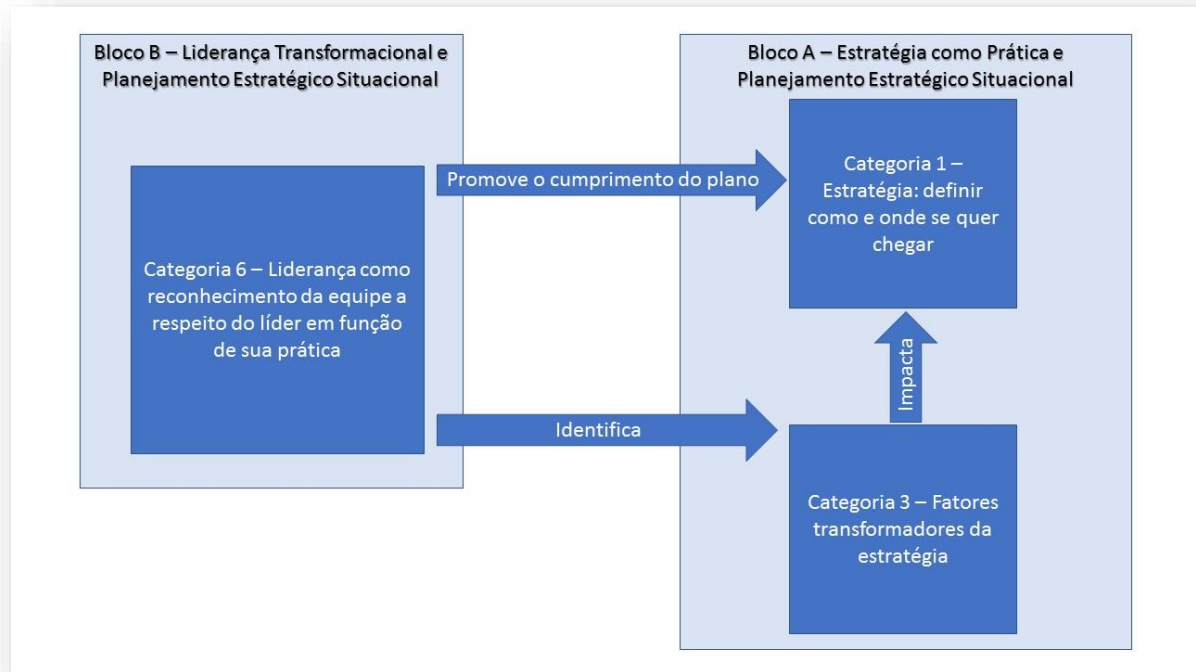 Bloco B – Liderança Transformacional e
Planejamento Estratégico Situacional
Categoria 6 – Liderança como
reconhecimento da equipe a
respeito do líder em função
de sua prática
Promove o cumprimento do plano
Identifica
Bloco A – Estratégia como Prática e
Planejamento Estratégico Situacional
Categoria 1 –
Estratégia: definir
como e onde se quer
chegar
Impacta
Categoria 3 – Fatores
transformadores da
estratégia